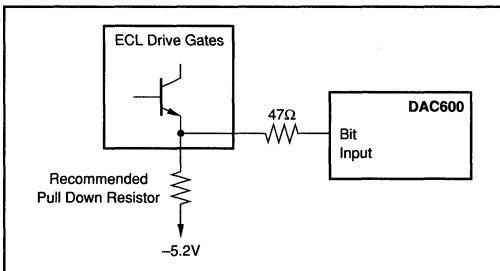 ECL Drive Gates
47Ω
DAC600
Bit
Input
Recommended
Pull Down Resistor
–5.2V